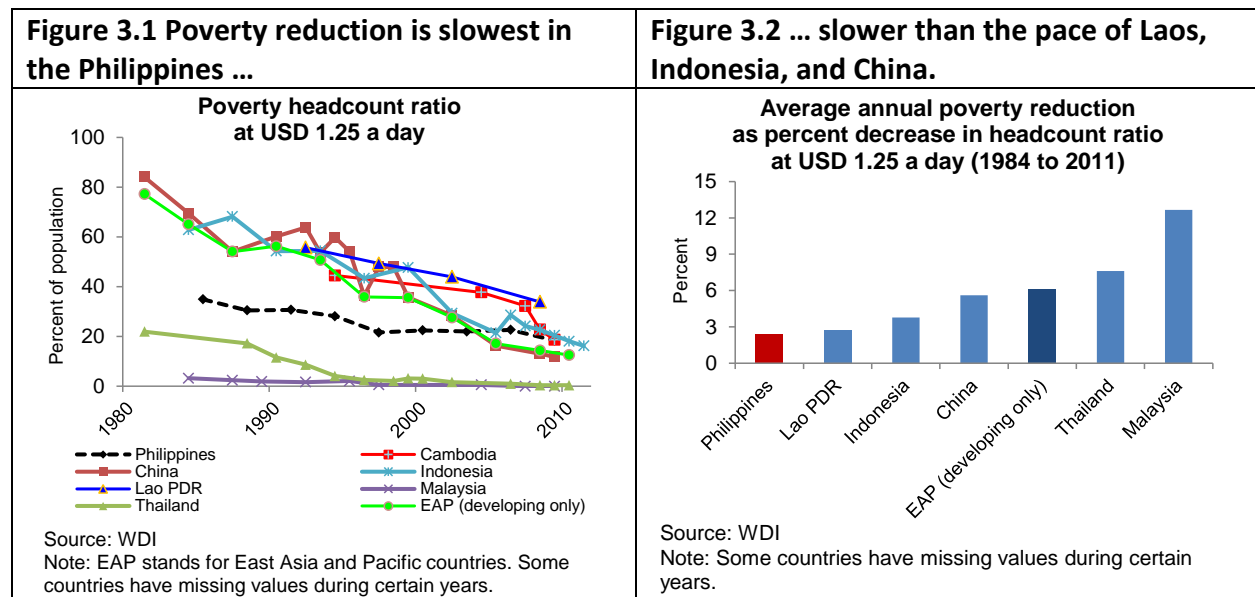 Figure 3.1 Poverty reduction is slowest in
the Philippines …
Poverty headcount ratio
at USD 1.25 a day
Percent of population
100
80
60
40
20
0
1980
1990
2000
2010
Philippines
Cambodia
China
Indonesia
Lao PDR
Malaysia
Thailand
EAP (developing only)
Source: WDI
Note: EAP stands for East Asia and Pacific countries. Some
countries have missing values during certain years.
Figure 3.2 … slower than the pace of Laos,
Indonesia, and China.
Average annual poverty reduction
as percent decrease in headcount ratio
at USD 1.25 a day (1984 to 2011)
Percent
15
12
9
6
3
0
Philippines
Lao PDR
Indonesia
China
EAP (developing only)
Thailand
Malaysia
Source: WDI
Note: Some countries have missing values during certain
years.